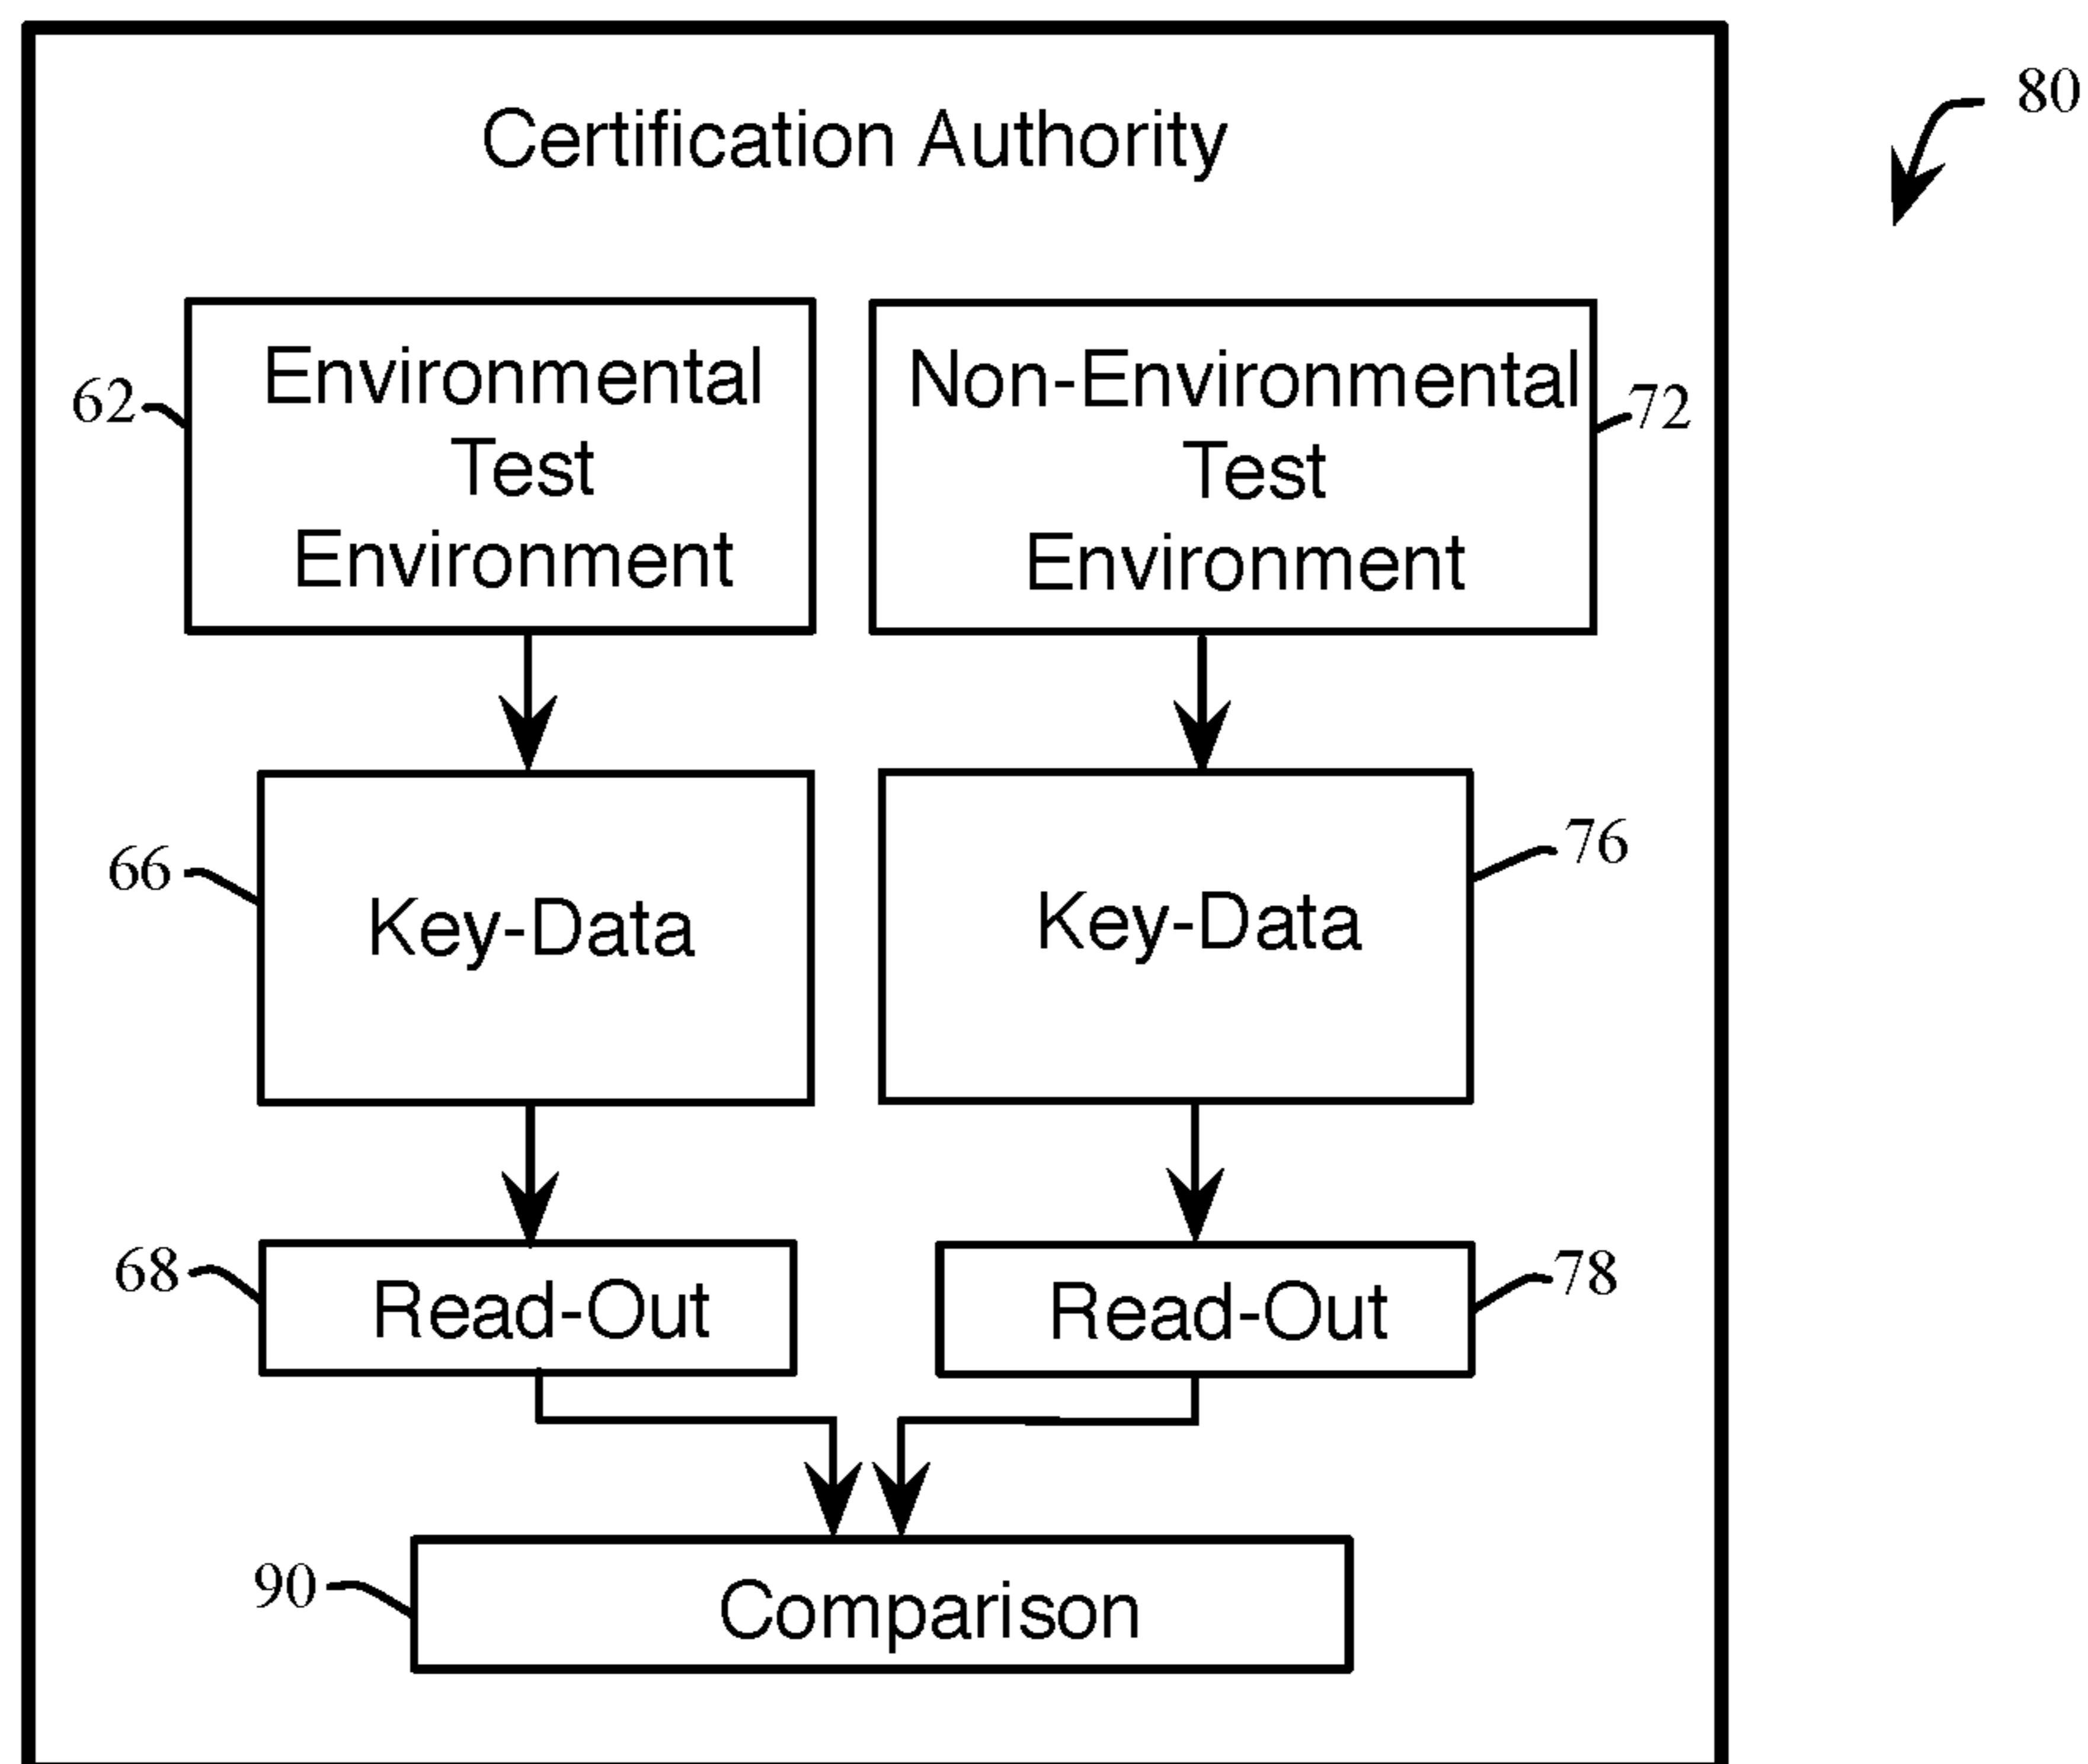 Certification Authority
80
Environmental
Test
Environment
62
Non-Environmental
Test
Environment
72
66
Key-Data
Key-Data
76
68
Read-Out
Read-Out
78
90
Comparison